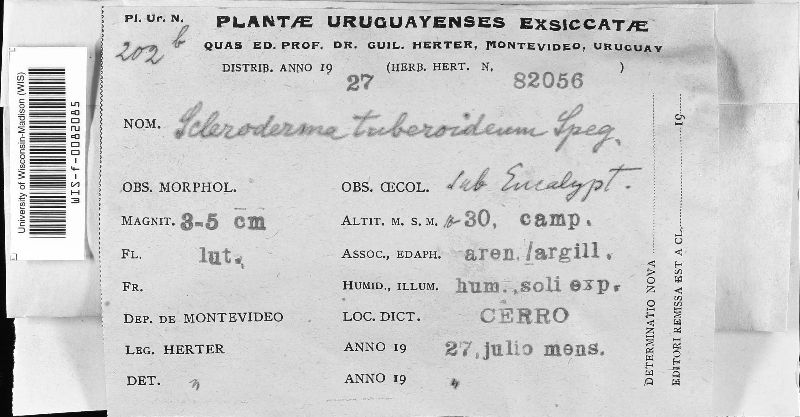 Pl. Ur. N. PLANTÆ URUGUAYENSES EXSICCATÆ
202 b QUAS ED. PROF. DR. GUIL. HERTER, MONTEVIDEO, URUGUAY
DISTRIB. ANNO 19 27 (HERB. HERT. N. 82056 )
NOM. Scleroderma tuberoideum Speg.
OBS. MORPHOL. OBS. ŒCOL. sub Eucalypt.
MAGNIT. 3-5 cm ALTIT. M. S. M. 30, camp.
FL. lut. ASSOC., EDAPH. aren./argill.
FR. HUMID., ILLUM. hum., soli exp.
DEP. DE MONTEVIDEO LOC. DICT. CERRO
LEG. HERTER ANNO 19 27, julio mens.
DET. " ANNO 19 "
DETERMINATIO NOVA
EDITORI REMISSA EST A CL. 19
University of Wisconsin-Madison (WIS)
WIS-f-0082085